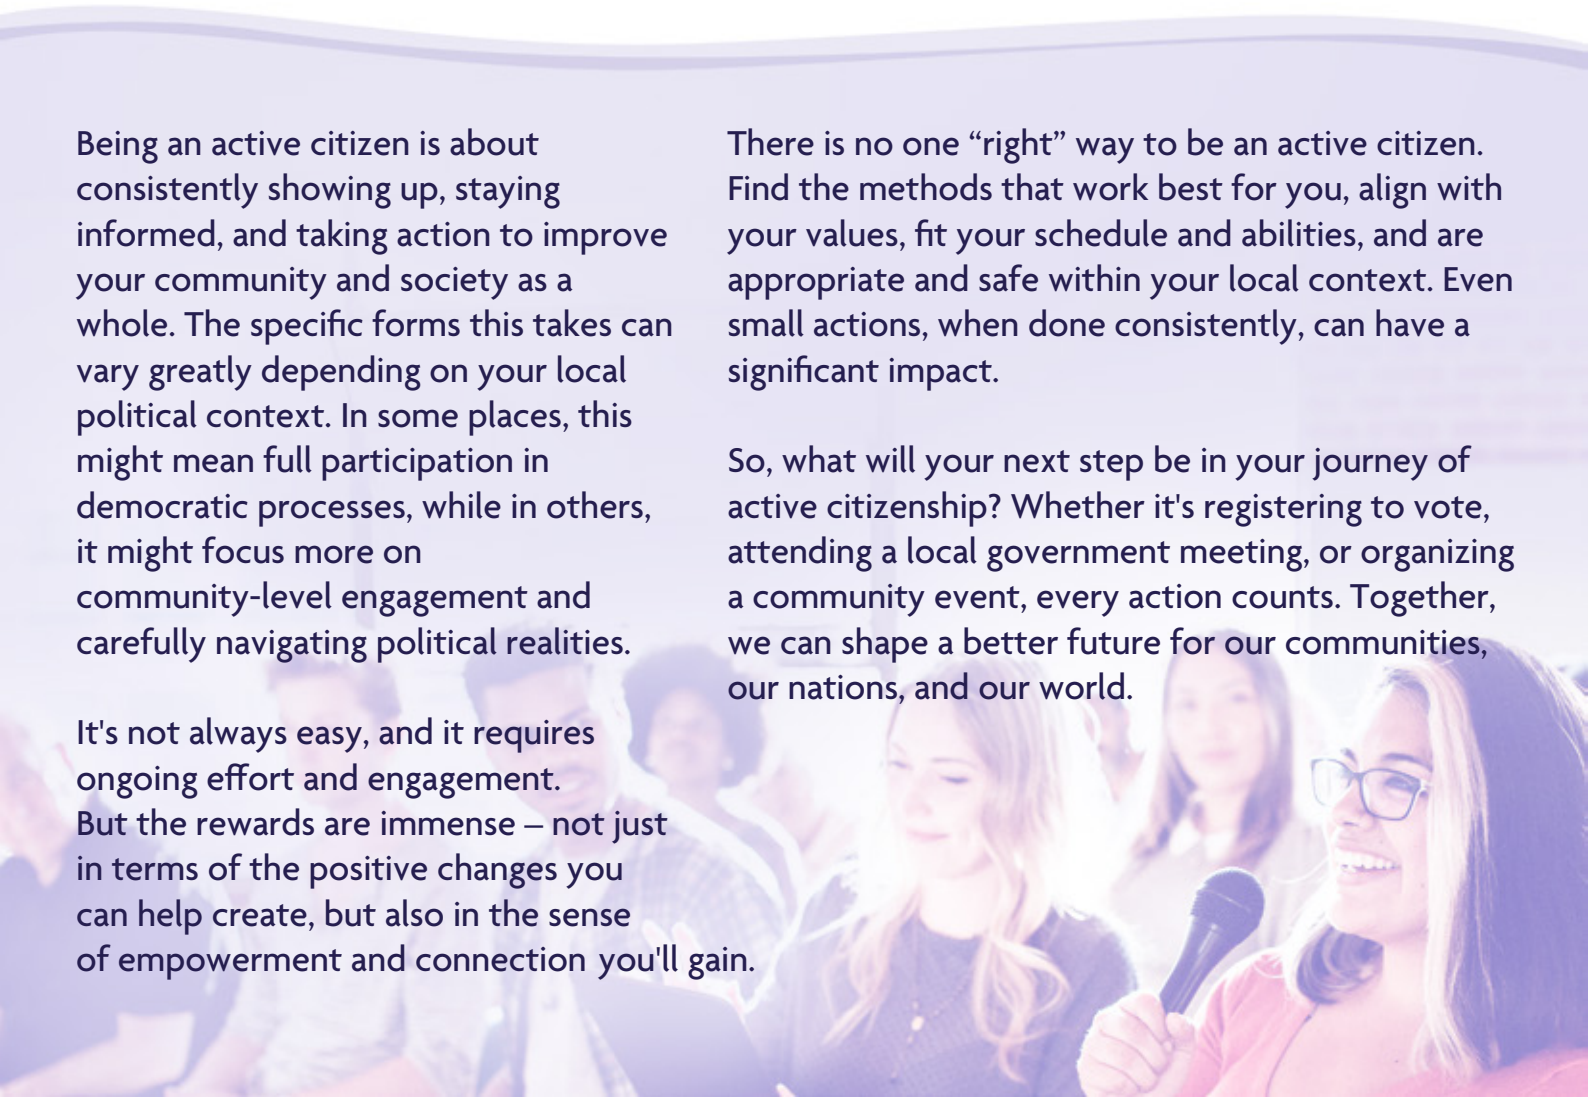 Being an active citizen is about
consistently showing up, staying
informed, and taking action to improve
your community and society as a
whole. The specific forms this takes can
vary greatly depending on your local
political context. In some places, this
might mean full participation in
democratic processes, while in others,
it might focus more on
community-level engagement and
carefully navigating political realities.
It's not always easy, and it requires
ongoing effort and engagement.
But the rewards are immense – not just
in terms of the positive changes you
can help create, but also in the sense
of empowerment and connection you'll gain.
There is no one “right” way to be an active citizen.
Find the methods that work best for you, align with
your values, fit your schedule and abilities, and are
appropriate and safe within your local context. Even
small actions, when done consistently, can have a
significant impact.
So, what will your next step be in your journey of
active citizenship? Whether it's registering to vote,
attending a local government meeting, or organizing
a community event, every action counts. Together,
we can shape a better future for our communities,
our nations, and our world.